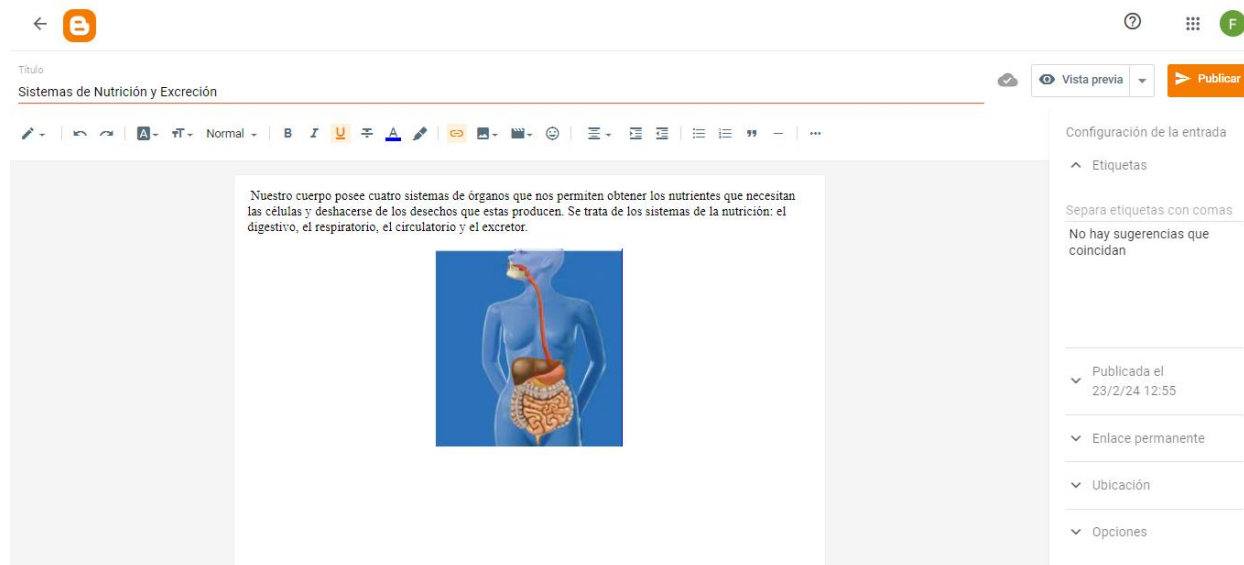 Título
Sistemas de Nutrición y Excreción
Vista previa
Publicar
F
Normal
B
I
U
A
A
Nuestro cuerpo posee cuatro sistemas de órganos que nos permiten obtener los nutrientes que necesitan
las células y deshacerse de los desechos que estas producen. Se trata de los sistemas de la nutrición: el
digestivo, el respiratorio, el circulatorio y el excretor.
Configuración de la entrada
Etiquetas
Separa etiquetas con comas
No hay sugerencias que
coincidan
Publicada el
23/2/24 12:55
Enlace permanente
Ubicación
Opciones